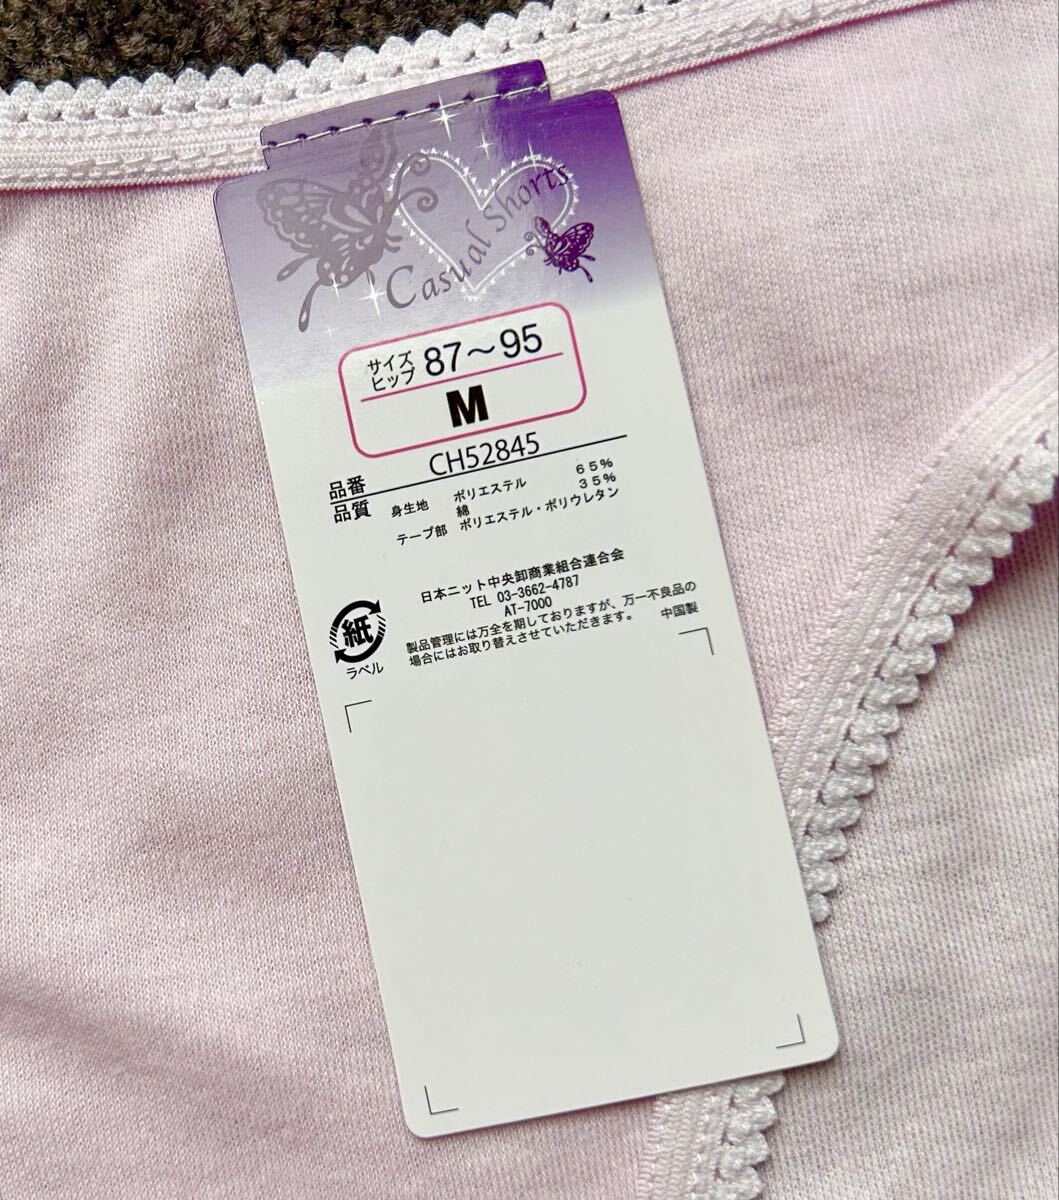 Casual Shorts
サイズ
ヒップ 87～95
M
品番 CH52845
品質 身生地 ポリエステル 65%
綿 35%
テープ部 ポリエステル・ポリウレタン
日本ニット中央卸商業組合連合会
TEL 03-3662-4787
AT-7000
製品管理には万全を期しておりますが、万一不良品の
場合にはお取り替えさせていただきます。 中国製
紙
ラベル